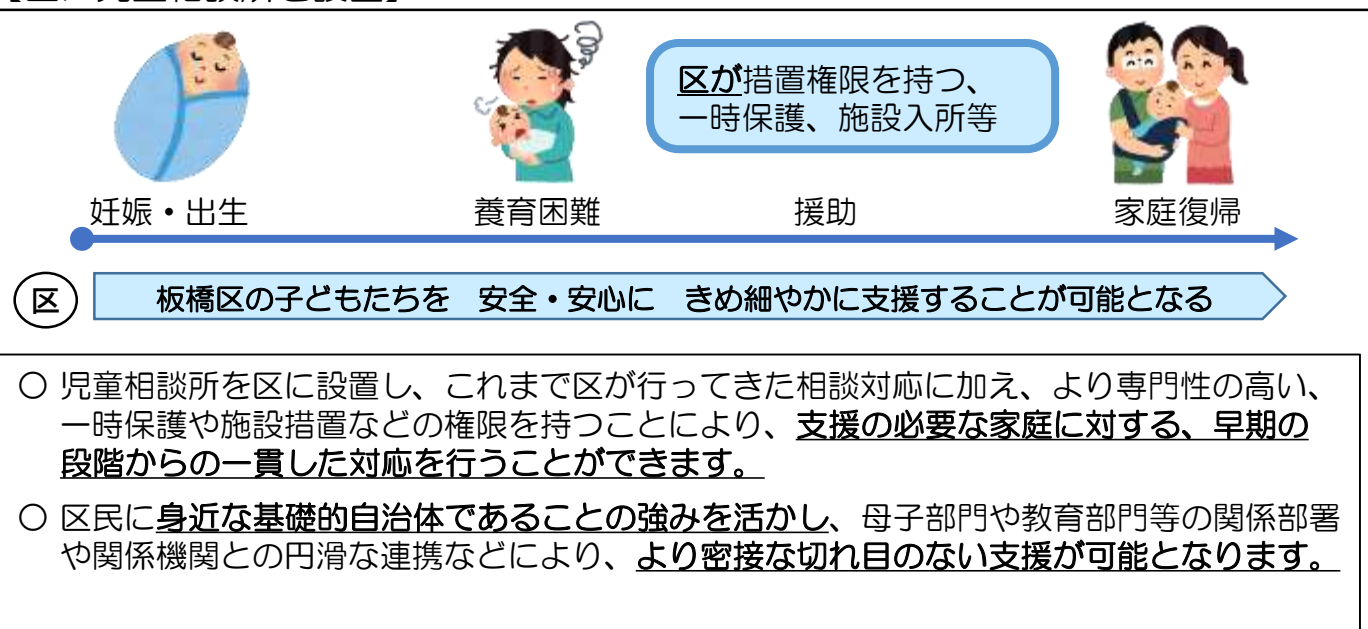 区が措置権限を持つ、
一時保護、施設入所等
妊娠・出生
養育困難
援助
家庭復帰
区
板橋区の子どもたちを　安全・安心に　きめ細やかに支援することが可能となる
〇 児童相談所を区に設置し、これまで区が行ってきた相談対応に加え、より専門性の高い、
一時保護や施設措置などの権限を持つことにより、支援の必要な家庭に対する、早期の
段階からの一貫した対応を行うことができます。
〇 区民に身近な基礎的自治体であることの強みを活かし、母子部門や教育部門等の関係部署
や関係機関との円滑な連携などにより、より密接な切れ目のない支援が可能となります。